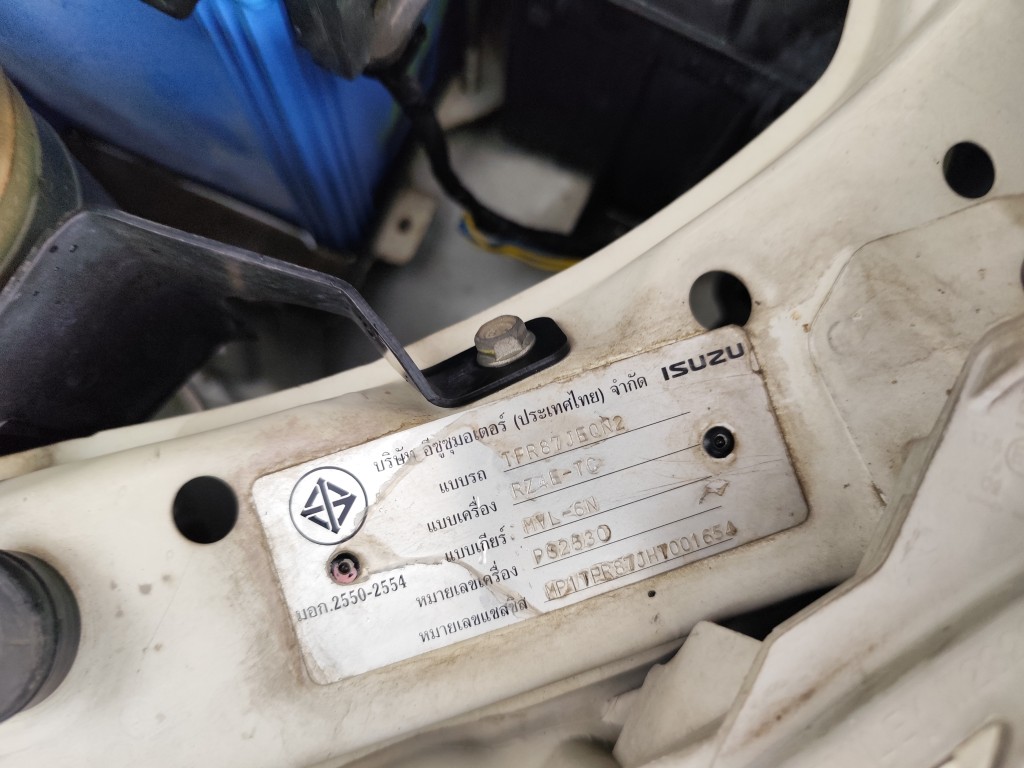 บริษัท อีซูซุมอเตอร์ (ประเทศไทย) จำกัด ISUZU
แบบรถ TFR87JEQN2
แบบเครื่อง RZ4E-TC
แบบเกียร์ MVL-6N
หมายเลขเครื่อง PS2530
หมายเลขแชสซีส์ MP1TFR87JHT001654
มอก.2550-2554